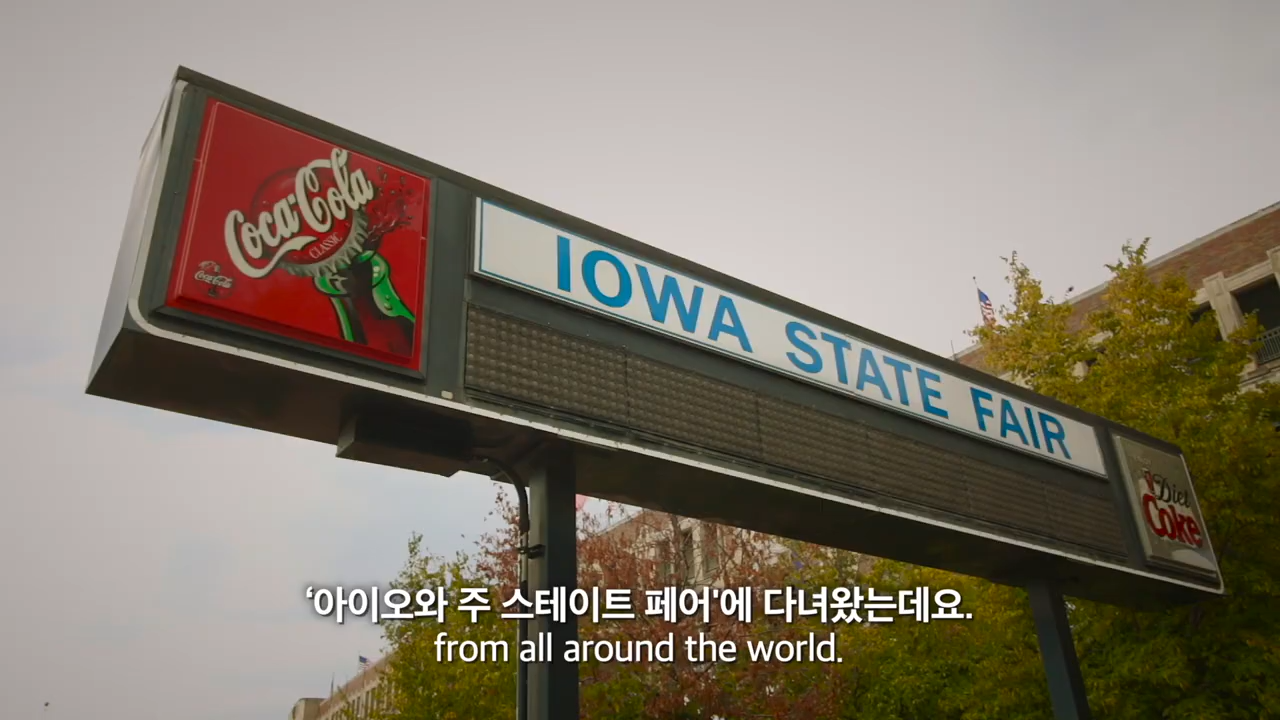 Coca-Cola
CLASSIC
Coca-Cola
IOWA STATE FAIR
Diet
Coke
‘아이오와 주 스테이트 페어'에 다녀왔는데요.
from all around the world.